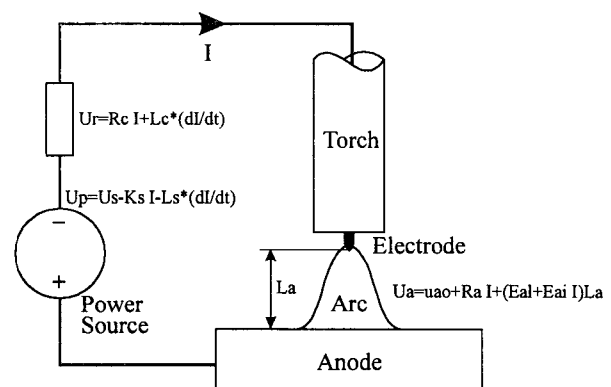 I
Ur=Rc I+Lc*(dI/dt)
Torch
Up=Us-Ks I-Ls*(dI/dt)
−
+
Power
Source
Electrode
La
Ua=uao+Ra I+(Eal+Eai I)La
Arc
Anode